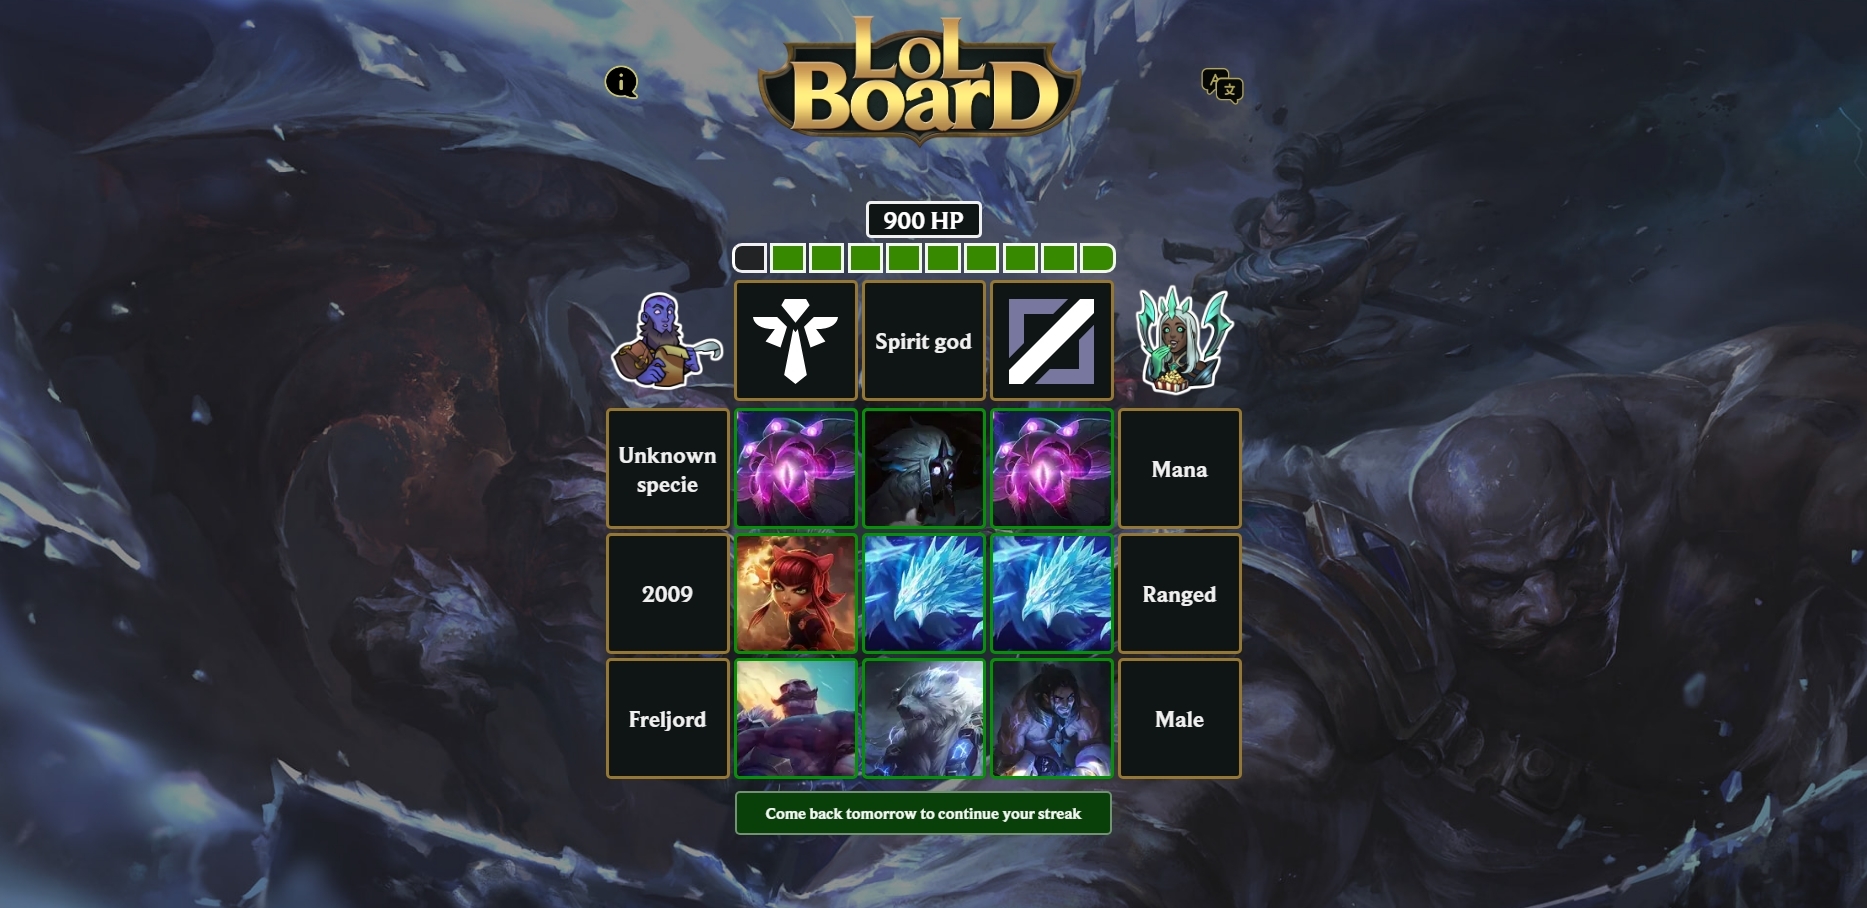 LoL
BoarD
900 HP
Spirit god
Unknown
specie
Mana
2009
Ranged
Freljord
Male
Come back tomorrow to continue your streak